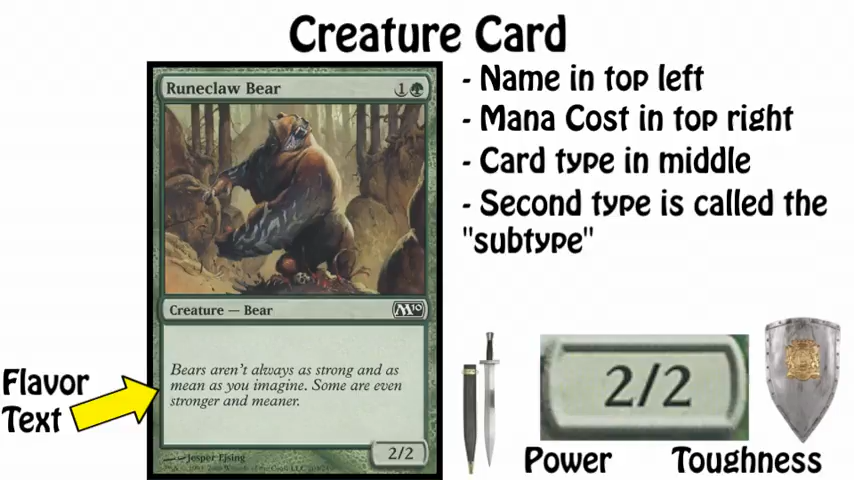 Creature Card
Runeclaw Bear 1
- Name in top left
- Mana Cost in top right
- Card type in middle
- Second type is called the
"subtype"
Creature — Bear M10
Flavor
Text
Bears aren't always as strong and as
mean as you imagine. Some are even
stronger and meaner.
Jesper Ejsing
2/2
2/2
Power Toughness